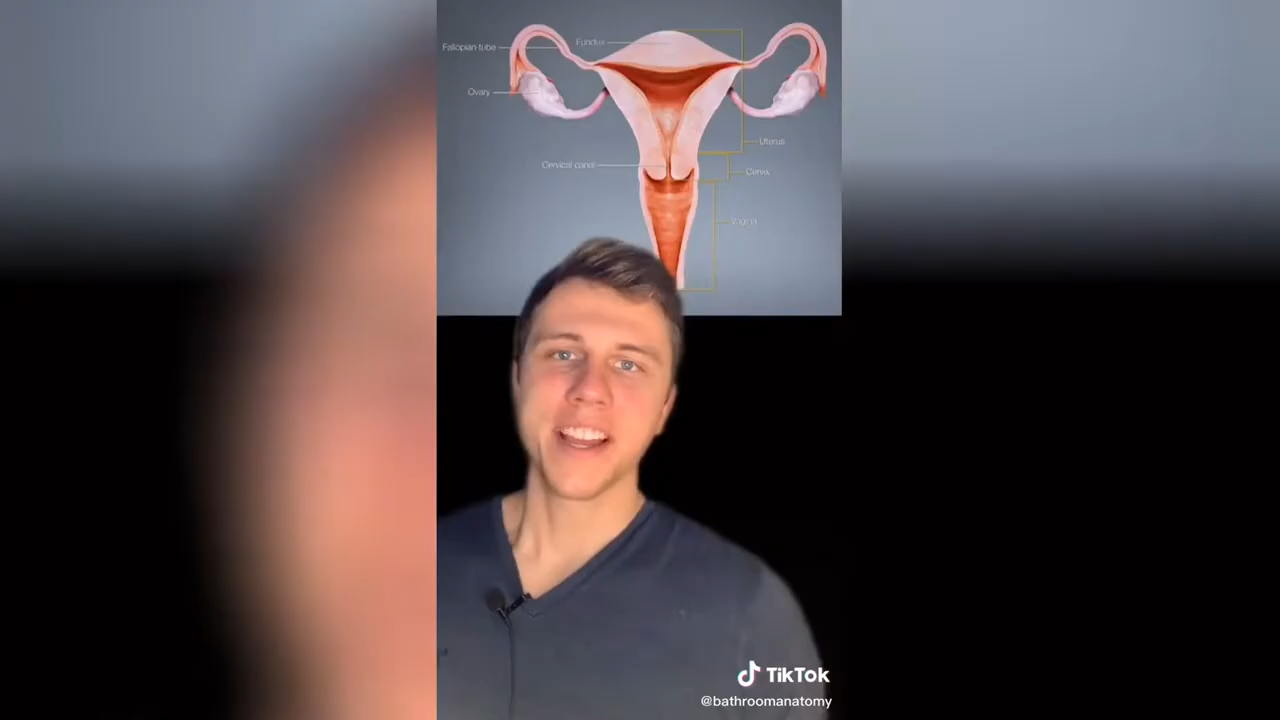 Fallopian tube
Fundus
Ovary
Uterus
Cervical canal
Cervix
Vagina
TikTok
@bathroomanatomy